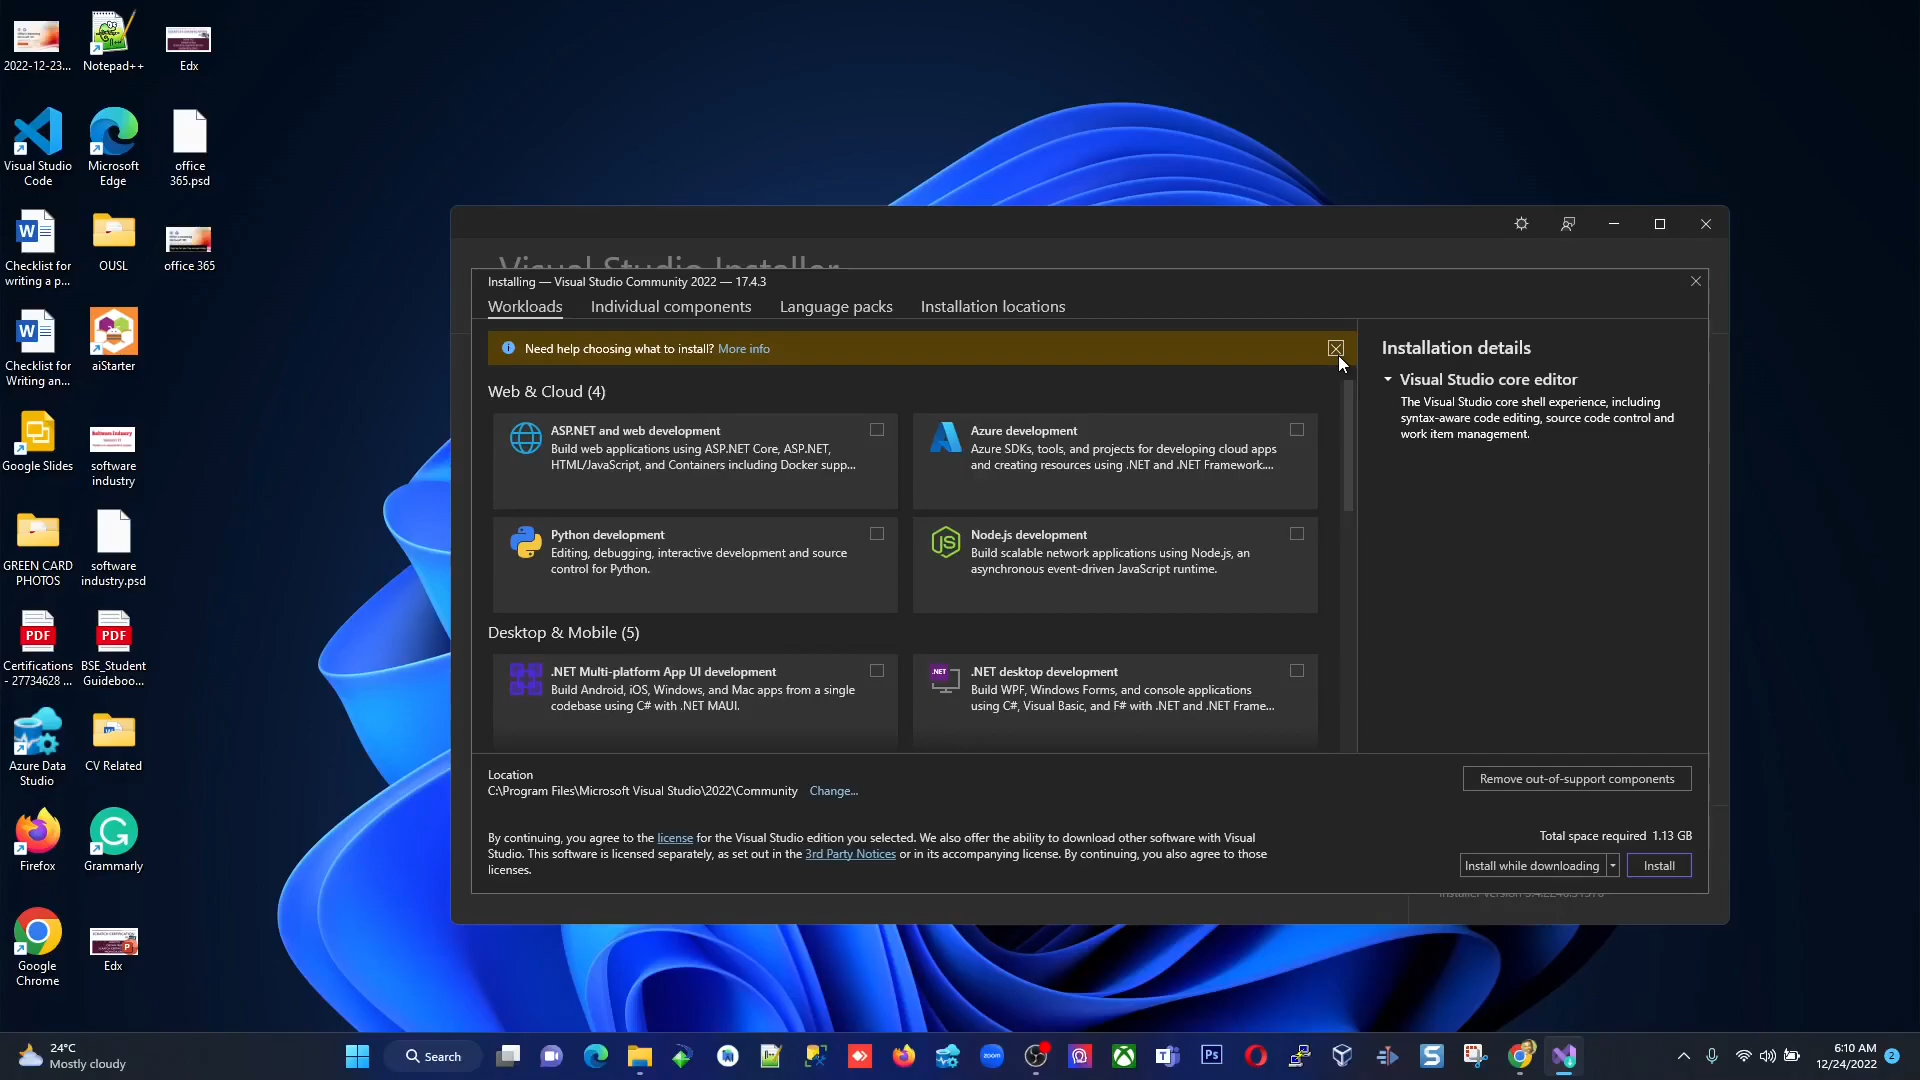 2022-12-23...
Notepad++
Edx
Visual Studio
Code
Microsoft
Edge
office
365.psd
Checklist for
writing a p...
OUSL
office 365
Checklist for
Writing an...
aiStarter
Google Slides
software
industry
GREEN CARD
PHOTOS
software
industry.psd
PDF
Certifications
- 27734628 ...
PDF
BSE_Student
Guideboo...
Azure Data
Studio
CV Related
Firefox
Grammarly
Google
Chrome
Edx
Visual Studio Installer
Installing — Visual Studio Community 2022 — 17.4.3
Workloads
Individual components
Language packs
Installation locations
Need help choosing what to install? More info
Web & Cloud (4)
ASP.NET and web development
Build web applications using ASP.NET Core, ASP.NET,
HTML/JavaScript, and Containers including Docker supp...
Azure development
Azure SDKs, tools, and projects for developing cloud apps
and creating resources using .NET and .NET Framework....
Python development
Editing, debugging, interactive development and source
control for Python.
Node.js development
Build scalable network applications using Node.js, an
asynchronous event-driven JavaScript runtime.
Desktop & Mobile (5)
.NET Multi-platform App UI development
Build Android, iOS, Windows, and Mac apps from a single
codebase using C# with .NET MAUI.
.NET
.NET desktop development
Build WPF, Windows Forms, and console applications
using C#, Visual Basic, and F# with .NET and .NET Frame...
Installation details
Visual Studio core editor
The Visual Studio core shell experience, including
syntax-aware code editing, source code control and
work item management.
Location
C:\Program Files\Microsoft Visual Studio\2022\Community Change...
Remove out-of-support components
By continuing, you agree to the license for the Visual Studio edition you selected. We also offer the ability to download other software with Visual
Studio. This software is licensed separately, as set out in the 3rd Party Notices or in its accompanying license. By continuing, you also agree to those
licenses.
Total space required 1.13 GB
Install while downloading
Install
24°C
Mostly cloudy
Search
zoom
Ps
6:10 AM
12/24/2022
2